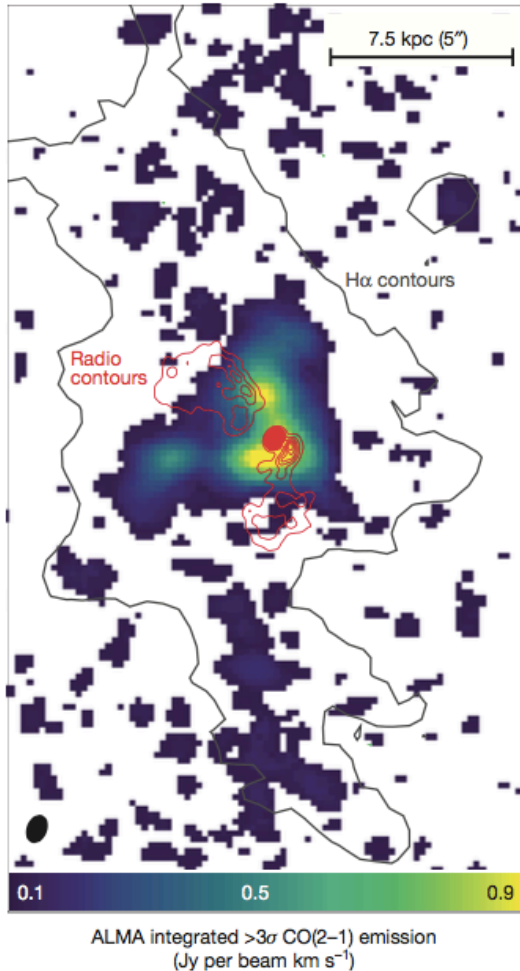 7.5 kpc (5″)
Hα contours
Radio
contours
0.1 0.5 0.9
ALMA integrated >3σ CO(2–1) emission
(Jy per beam km s⁻¹)